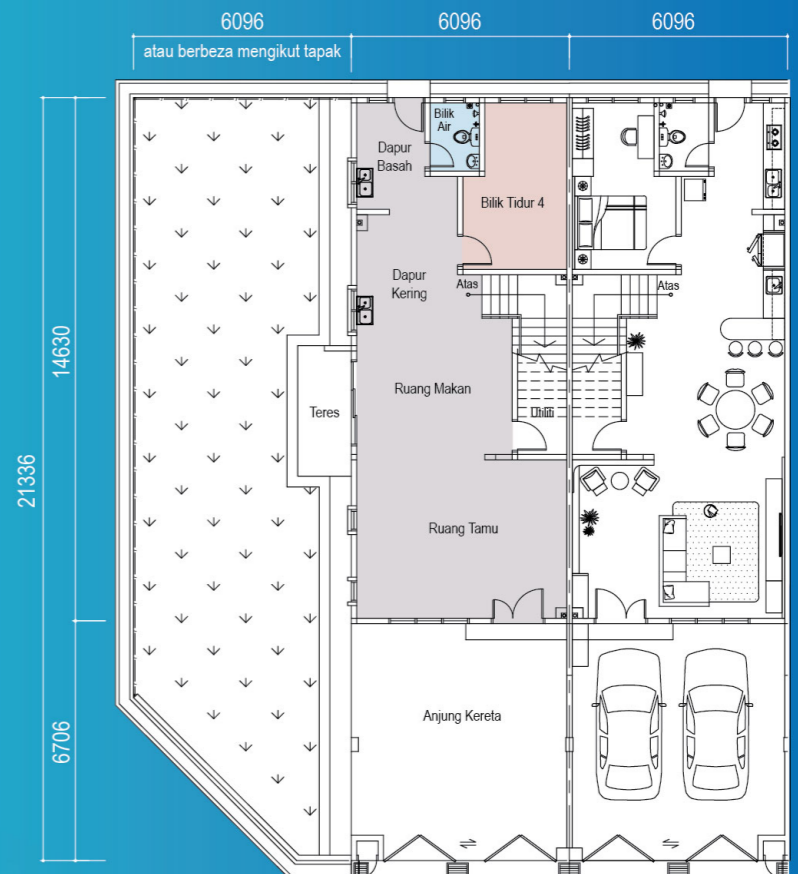 6096
6096
6096
atau berbeza mengikut tapak
Bilik
Air
Dapur
Basah
Bilik Tidur 4
Dapur
Kering
Atas
Atas
14630
Ruang Makan
Teres
Utiliti
21336
Ruang Tamu
Anjung Kereta
6706